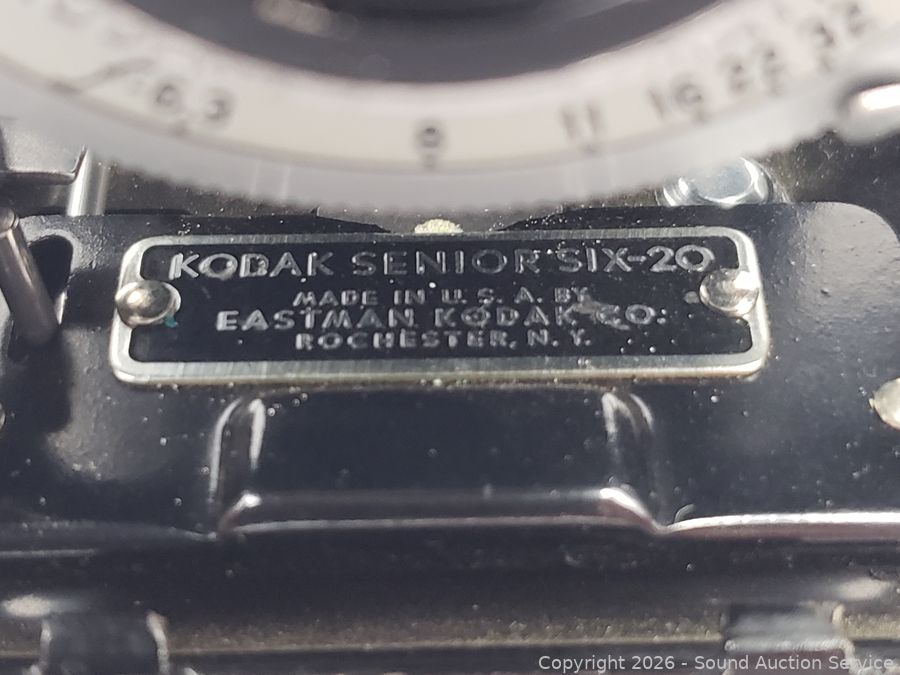 f.6.3 8 11 16 22 32
KODAK SENIOR SIX-20
MADE IN U. S. A. BY
EASTMAN KODAK CO.
ROCHESTER, N. Y.
Copyright 2026 - Sound Auction Service